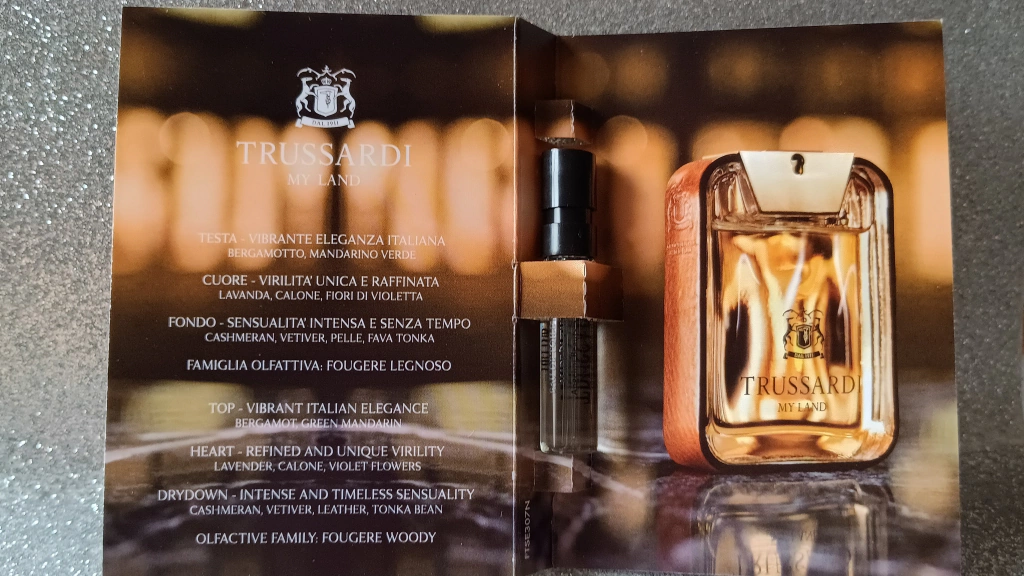 DAL 1911
TRUSSARDI
MY LAND
TESTA - VIBRANTE ELEGANZA ITALIANA
BERGAMOTTO, MANDARINO VERDE
CUORE - VIRILITA' UNICA E RAFFINATA
LAVANDA, CALONE, FIORI DI VIOLETTA
FONDO - SENSUALITA' INTENSA E SENZA TEMPO
CASHMERAN, VETIVER, PELLE, FAVA TONKA
FAMIGLIA OLFATTIVA: FOUGERE LEGNOSO
TOP - VIBRANT ITALIAN ELEGANCE
BERGAMOT, GREEN MANDARIN
HEART - REFINED AND UNIQUE VIRILITY
LAVENDER, CALONE, VIOLET FLOWERS
DRYDOWN - INTENSE AND TIMELESS SENSUALITY
CASHMERAN, VETIVER, LEATHER, TONKA BEAN
OLFACTIVE FAMILY: FOUGERE WOODY
DAL 1911
TRUSSARDI
MY LAND